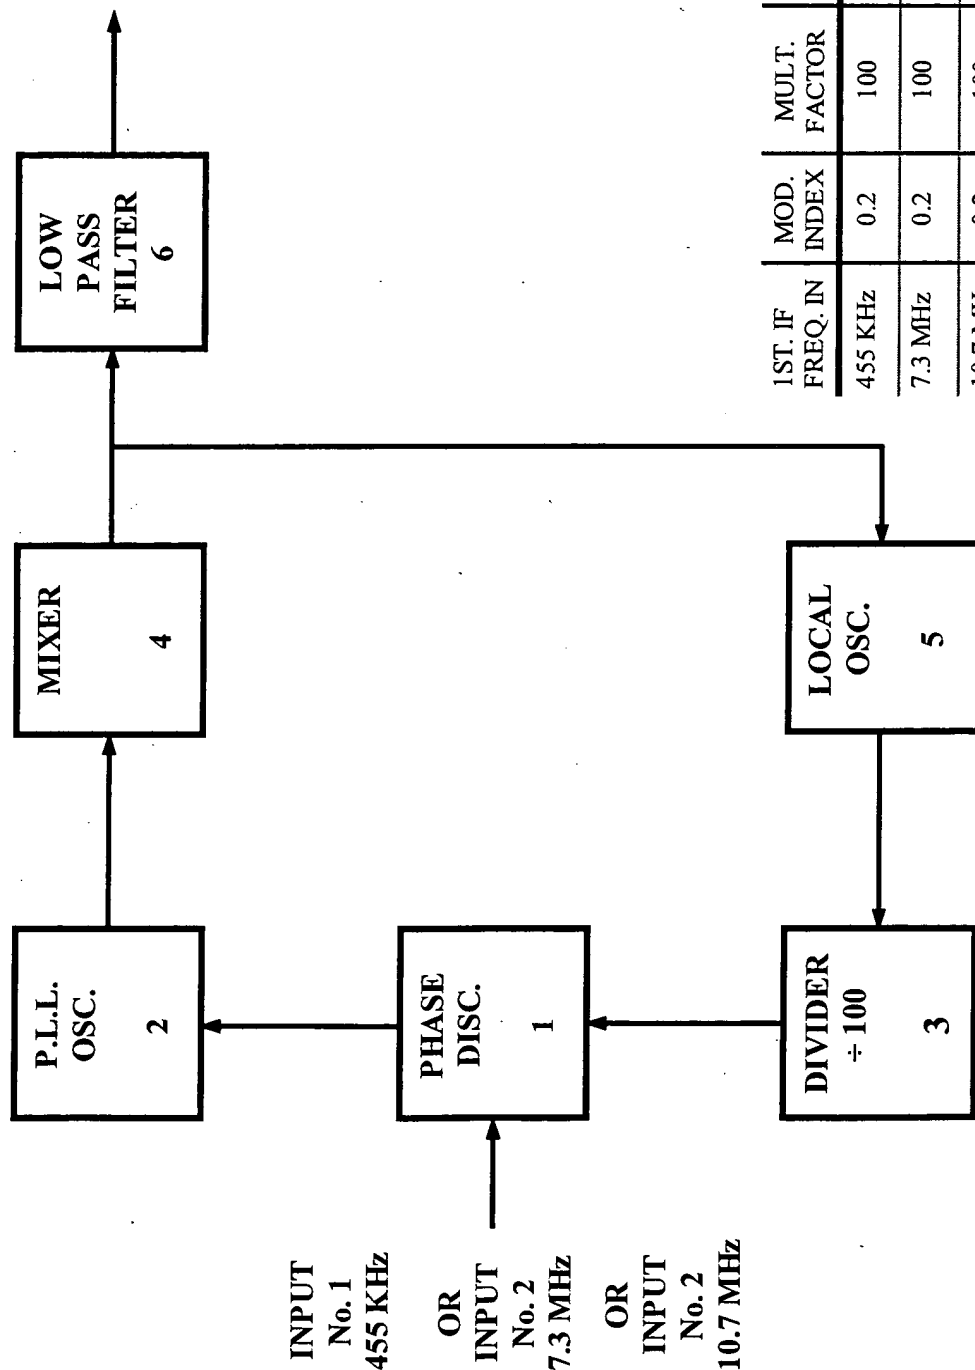 P.L.L.
OSC.
2
MIXER
4
LOW
PASS
FILTER
6
INPUT
No. 1
455 KHz
OR
INPUT
No. 2
7.3 MHz
OR
INPUT
No. 2
10.7 MHz
PHASE
DISC.
1
DIVIDER
÷ 100
3
LOCAL
OSC.
5
1ST. IF FREQ. IN MOD. INDEX MULT. FACTOR
455 KHz 0.2 100
7.3 MHz 0.2 100